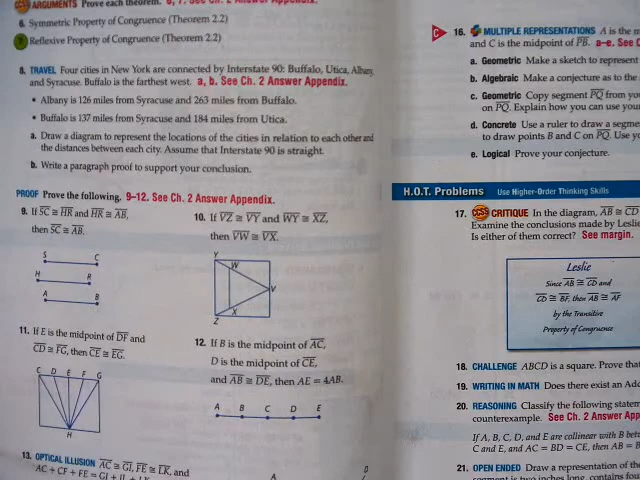 CCSS ARGUMENTS Prove each theorem.
6. Symmetric Property of Congruence (Theorem 2.2)
7 Reflexive Property of Congruence (Theorem 2.2)
8. TRAVEL Four cities in New York are connected by Interstate 90: Buffalo, Utica, Albany,
and Syracuse. Buffalo is the farthest west. a, b. See Ch. 2 Answer Appendix.
• Albany is 126 miles from Syracuse and 263 miles from Buffalo.
• Buffalo is 137 miles from Syracuse and 184 miles from Utica.
a. Draw a diagram to represent the locations of the cities in relation to each other and
the distances between each city. Assume that Interstate 90 is straight.
b. Write a paragraph proof to support your conclusion.
PROOF Prove the following. 9–12. See Ch. 2 Answer Appendix.
9. If SC ≅ HR and HR ≅ AB,
then SC ≅ AB.
S C
H R
A B
10. If VZ ≅ VY and WY ≅ XZ,
then VW ≅ VX.
Y
W
V
Z X
11. If E is the midpoint of DF and
CD ≅ FG, then CE ≅ EG.
C D E F G
H
12. If B is the midpoint of AC,
D is the midpoint of CE,
and AB ≅ DE, then AE = 4AB.
A B C D E
13. OPTICAL ILLUSION AC ≅ GI, FE ≅ LK, and
AC + CF + FE = GI +
C 16. MULTIPLE REPRESENTATIONS A is the
and C is the midpoint of PB. a–e. See
a. Geometric Make a sketch to represent
b. Algebraic Make a conjecture as to the
c. Geometric Copy segment PQ from
on PQ. Explain how you can use
d. Concrete Use a ruler to draw a
to draw points B and C on PQ. Use
e. Logical Prove your conjecture.
H.O.T. Problems Use Higher-Order Thinking Skills
17. CCSS CRITIQUE In the diagram, AB ≅ CD
Examine the conclusions made by Leslie
Is either of them correct? See margin.
Leslie
Since AB ≅ CD and
CD ≅ BF, then AB ≅ AF
by the Transitive
Property of Congruence
18. CHALLENGE ABCD is a square. Prove that
19. WRITING IN MATH Does there exist an
20. REASONING Classify the following
counterexample. See Ch. 2 Answer
If A, B, C, D, and E are collinear with B
C and E, and AC = BD = CE, then AB =
21. OPEN ENDED Draw a representation of the
segment is two inches long, contains